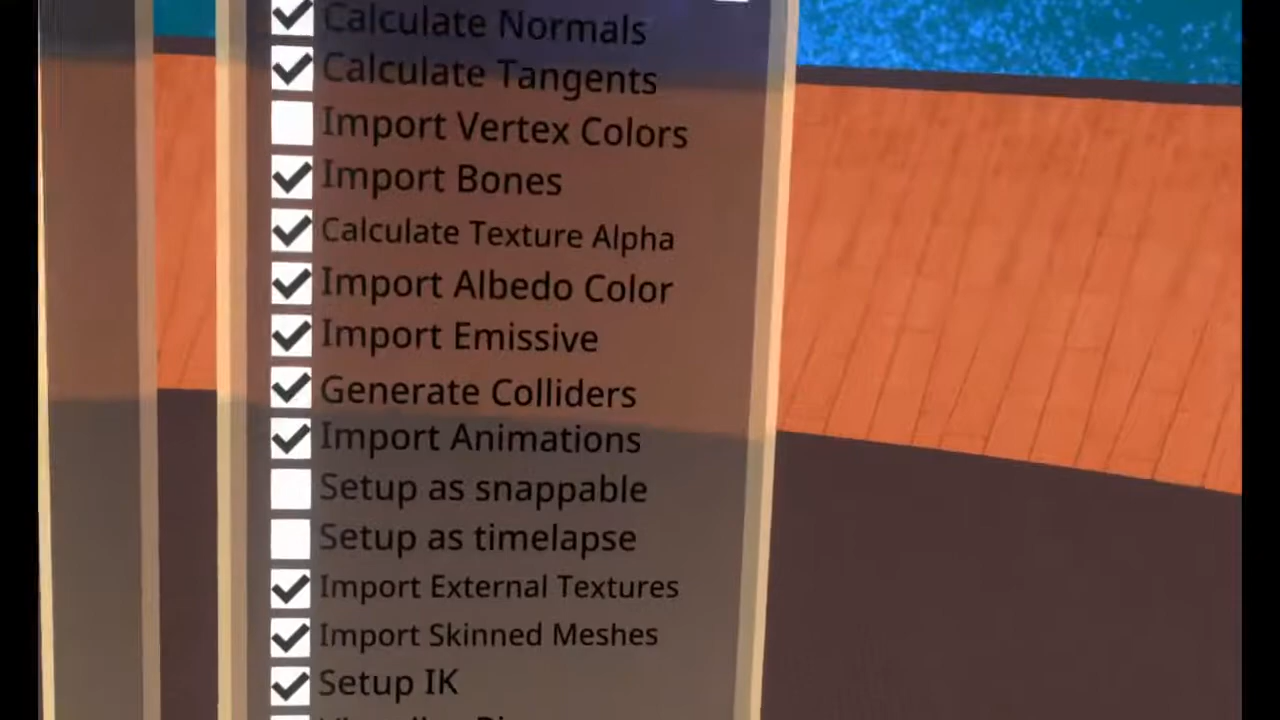 Calculate Normals
Calculate Tangents
Import Vertex Colors
Import Bones
Calculate Texture Alpha
Import Albedo Color
Import Emissive
Generate Colliders
Import Animations
Setup as snappable
Setup as timelapse
Import External Textures
Import Skinned Meshes
Setup IK